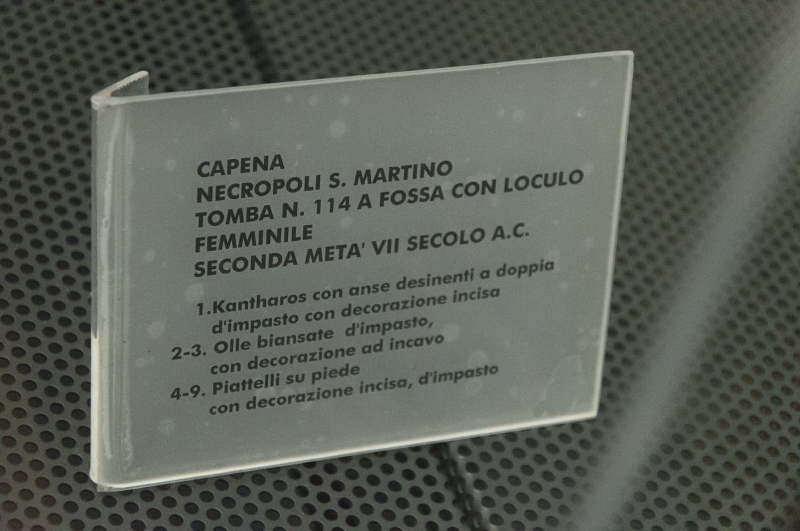 CAPENA
NECROPOLI S. MARTINO
TOMBA N. 114 A FOSSA CON LOCULO
FEMMINILE
SECONDA META' VII SECOLO A.C.
1.Kantharos con anse desinenti a doppia
d'impasto con decorazione incisa
2-3. Olle biansate d'impasto,
con decorazione ad incavo
4-9. Piattelli su piede
con decorazione incisa, d'impasto